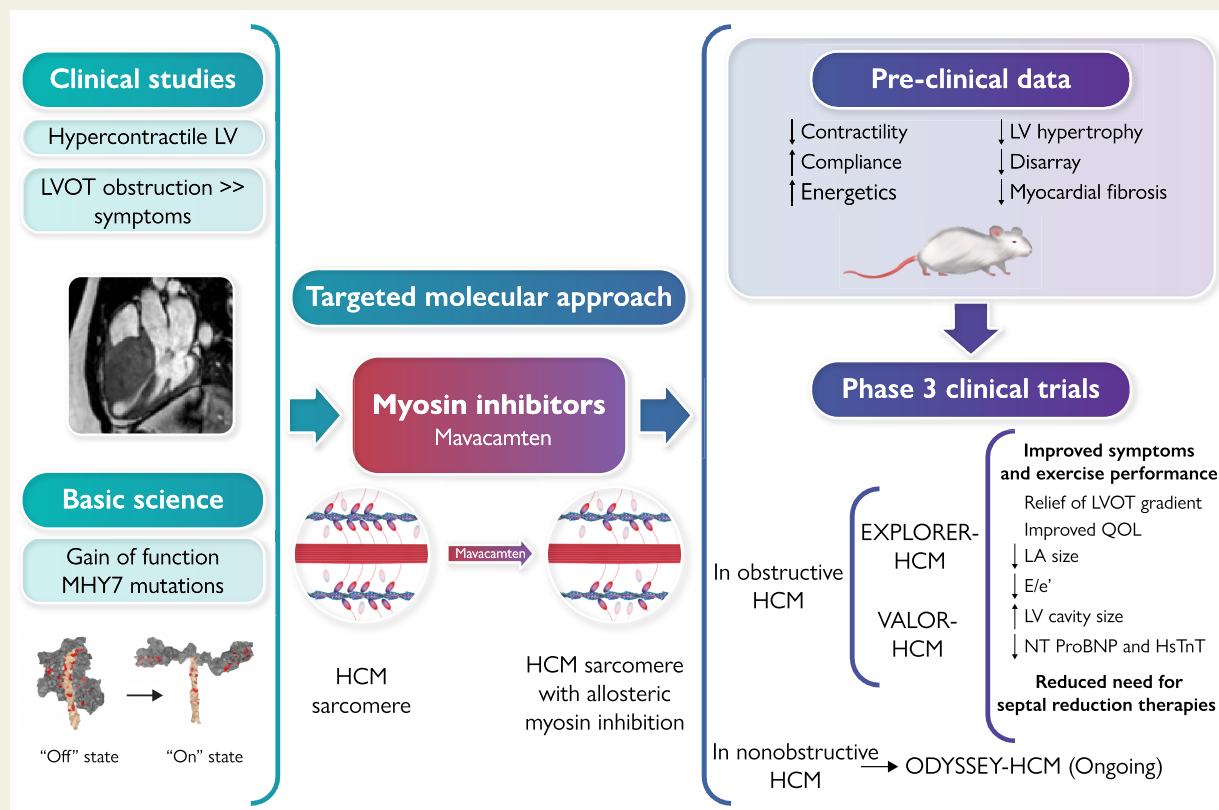 Clinical studies
Hypercontractile LV
LVOT obstruction >>
symptoms
Basic science
Gain of function
MHY7 mutations
“Off” state
“On” state
Targeted molecular approach
Myosin inhibitors
Mavacamten
Mavacamten
HCM
sarcomere
HCM sarcomere
with allosteric
myosin inhibition
Pre-clinical data
↓ Contractility
↑ Compliance
↑ Energetics
↓ LV hypertrophy
↓ Disarray
↓ Myocardial fibrosis
Phase 3 clinical trials
In obstructive
HCM
EXPLORER-
HCM
VALOR-
HCM
Improved symptoms
and exercise performance
Relief of LVOT gradient
Improved QOL
↓ LA size
↓ E/e’
↑ LV cavity size
↓ NT ProBNP and HsTnT
Reduced need for
septal reduction therapies
In nonobstructive
HCM
→ ODYSSEY-HCM (Ongoing)